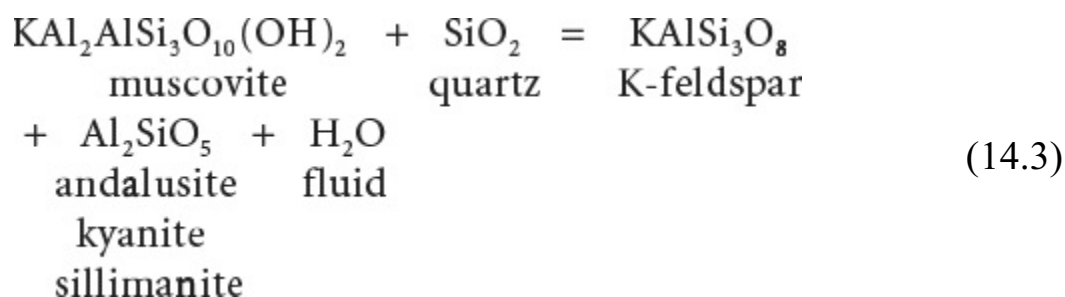 KAl₂AlSi₃O₁₀(OH)₂ + SiO₂ = KAlSi₃O₈
muscovite quartz K-feldspar
+ Al₂SiO₅ + H₂O
(14.3)
andalusite fluid
kyanite
sillimanite